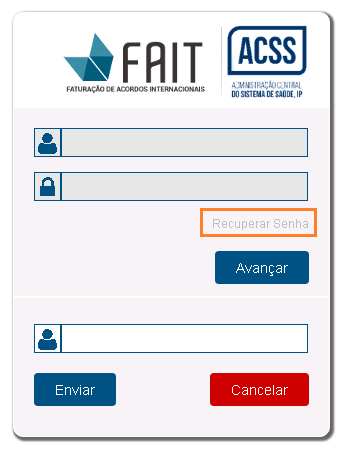 FAIT
FATURAÇÃO DE ACORDOS INTERNACIONAIS
ACSS
ADMINISTRAÇÃO CENTRAL
DO SISTEMA DE SAÚDE, IP
Recuperar Senha
Avançar
Enviar
Cancelar